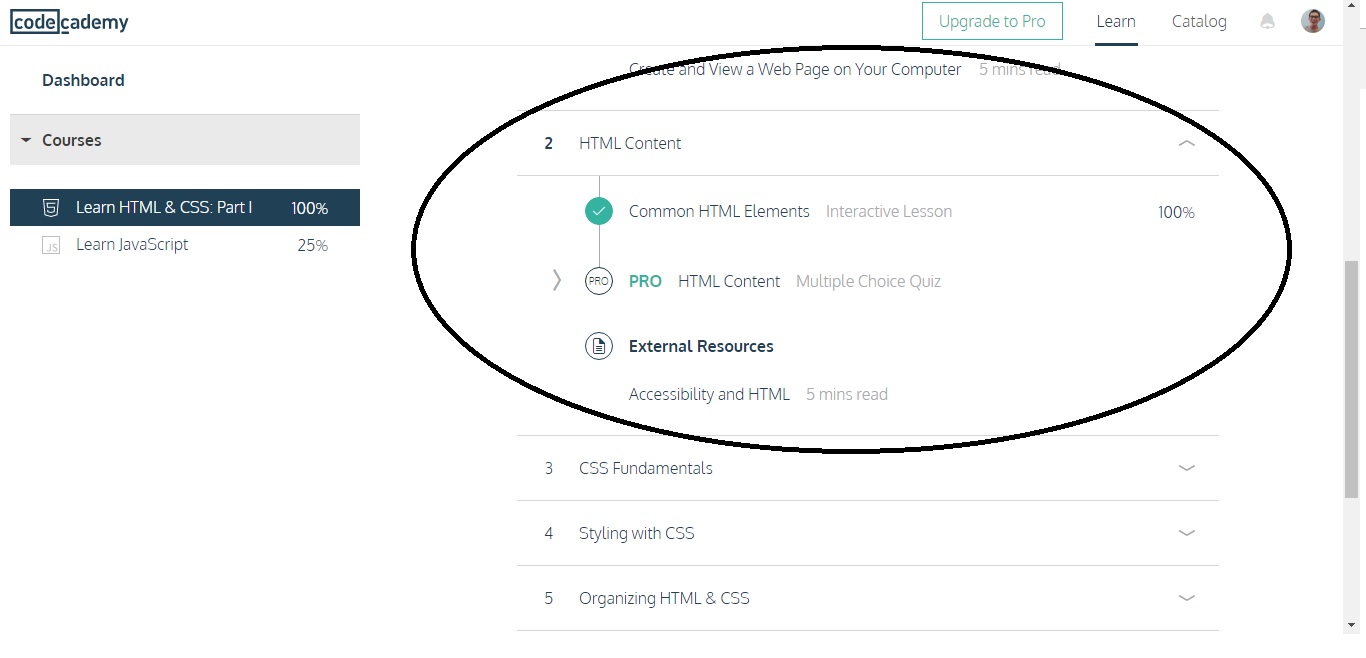 codecademy
Upgrade to Pro
Learn
Catalog
Dashboard
Courses
Learn HTML & CSS: Part I 100%
Learn JavaScript 25%
Create and View a Web Page on Your Computer 5 mins read
2 HTML Content
Common HTML Elements Interactive Lesson 100%
PRO PRO HTML Content Multiple Choice Quiz
External Resources
Accessibility and HTML 5 mins read
3 CSS Fundamentals
4 Styling with CSS
5 Organizing HTML & CSS